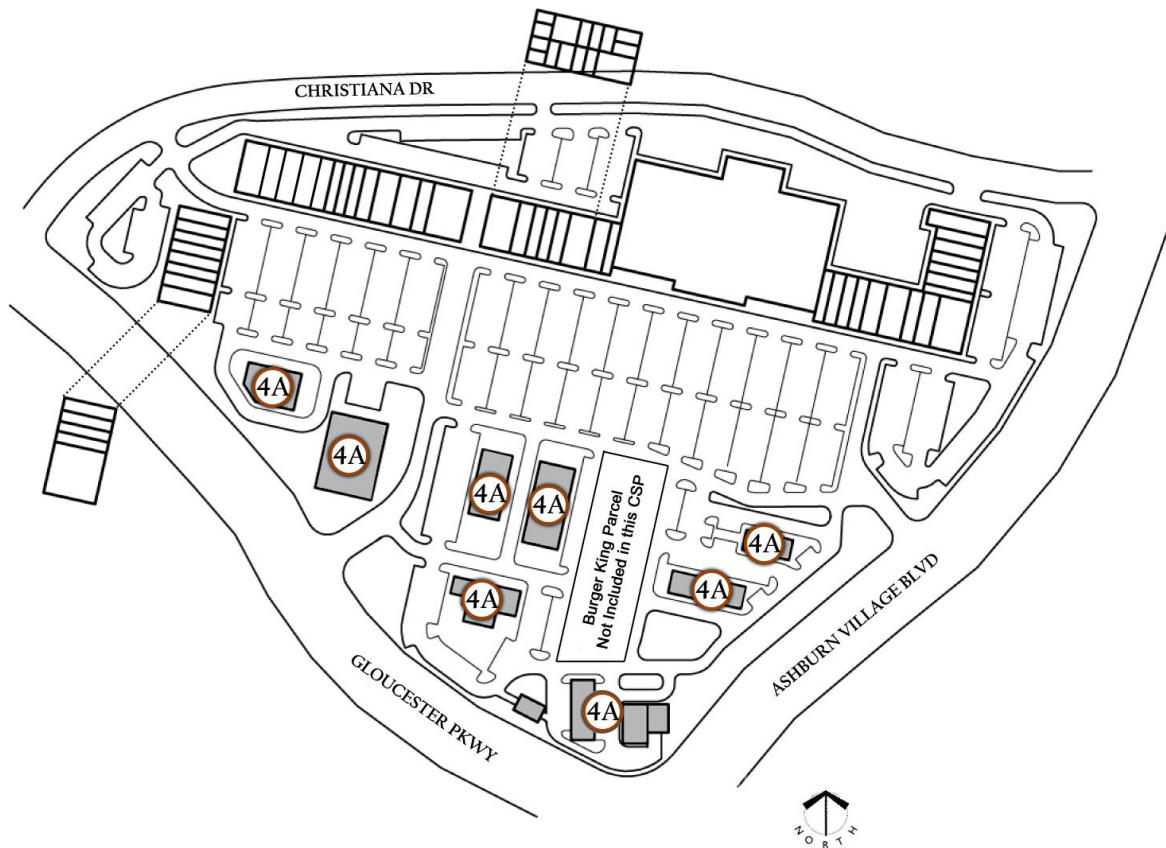 CHRISTIANA DR
4A
4A
4A
4A
4A
4A
4A
4A
Burger King Parcel
Not Included in this CSP
GLOUCESTER PKWY
ASHBURN VILLAGE BLVD
NORTH